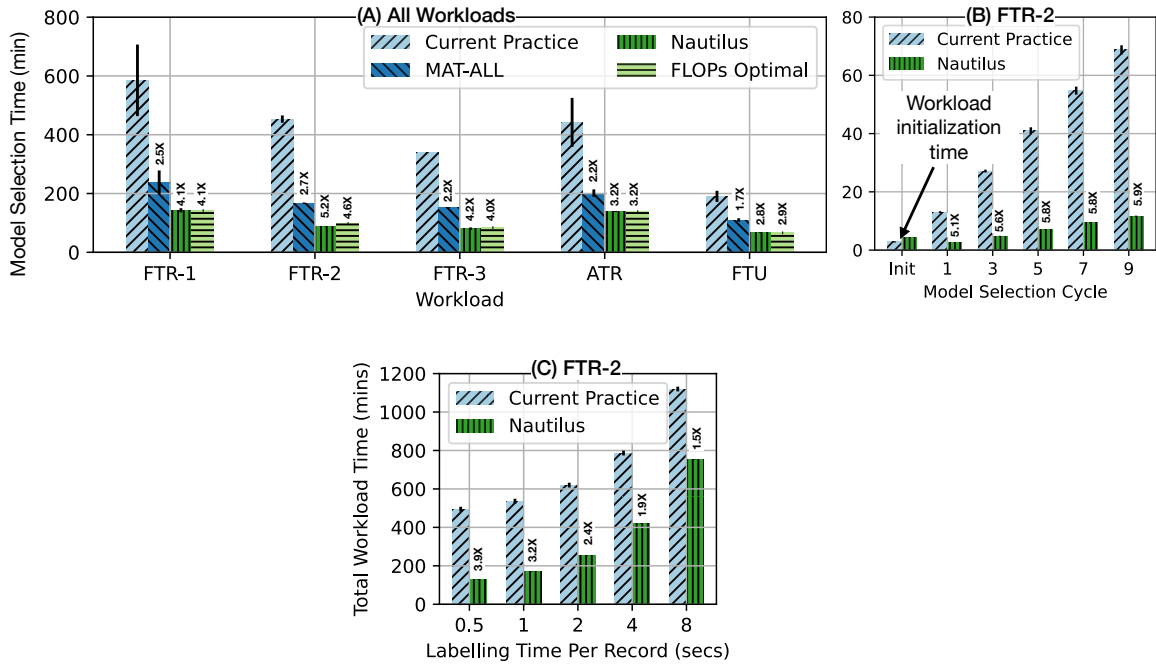 (A) All Workloads
Model Selection Time (min)
800
600
400
200
0
Current Practice
MAT-ALL
Nautilus
FLOPs Optimal
2.5X
4.1X
4.1X
2.7X
5.2X
4.6X
2.2X
4.2X
4.0X
2.2X
3.2X
3.2X
1.7X
2.8X
2.9X
FTR-1 FTR-2 FTR-3 ATR FTU
Workload
(B) FTR-2
80
60
40
20
0
Current Practice
Nautilus
Workload
initialization
time
5.1X
5.6X
5.8X
5.8X
5.9X
Init 1 3 5 7 9
Model Selection Cycle
(C) FTR-2
Total Workload Time (mins)
1200
1000
800
600
400
200
0
Current Practice
Nautilus
3.9X
3.2X
2.4X
1.9X
1.5X
0.5 1 2 4 8
Labelling Time Per Record (secs)